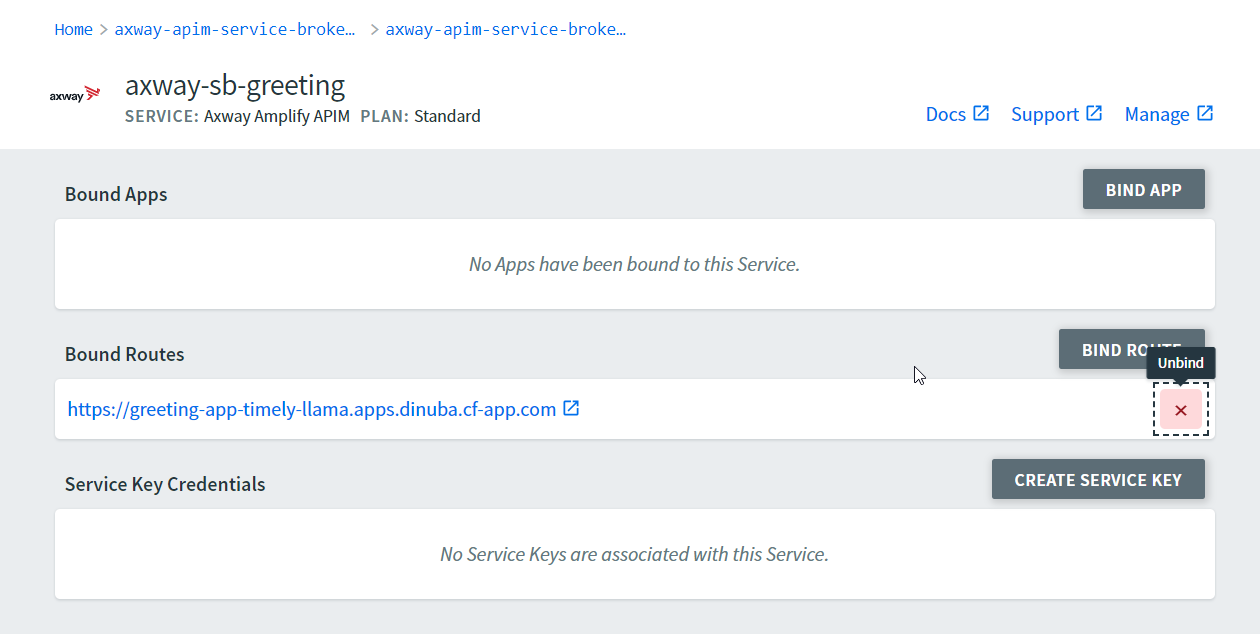 Home > axway-apim-service-broke… > axway-apim-service-broke…
axway
axway-sb-greeting
SERVICE: Axway Amplify APIM PLAN: Standard
Docs Support Manage
Bound Apps
BIND APP
No Apps have been bound to this Service.
Bound Routes
BIND ROUTE
Unbind
https://greeting-app-timely-llama.apps.dinuba.cf-app.com
Service Key Credentials
CREATE SERVICE KEY
No Service Keys are associated with this Service.